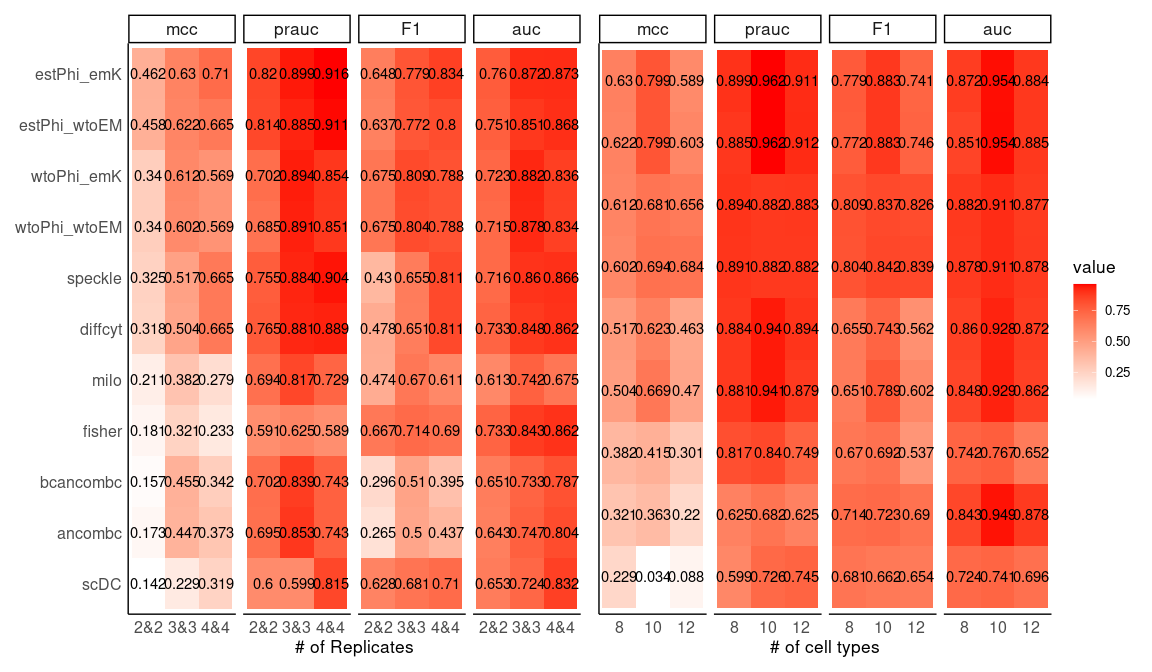 mcc prauc F1 auc mcc prauc F1 auc
estPhi_emK 0.462 0.63 0.71 0.82 0.899 0.916 0.648 0.779 0.834 0.76 0.872 0.873
0.63 0.799 0.589 0.899 0.962 0.911 0.779 0.883 0.741 0.872 0.954 0.884
estPhi_wtoEM 0.458 0.622 0.665 0.814 0.885 0.911 0.637 0.772 0.8 0.751 0.851 0.868
0.622 0.799 0.603 0.885 0.962 0.912 0.772 0.883 0.746 0.851 0.954 0.885
wtoPhi_emK 0.34 0.612 0.569 0.702 0.894 0.854 0.675 0.809 0.788 0.723 0.882 0.836
0.612 0.681 0.656 0.894 0.882 0.883 0.809 0.837 0.826 0.882 0.911 0.877
wtoPhi_wtoEM 0.34 0.602 0.569 0.685 0.891 0.851 0.675 0.804 0.788 0.715 0.878 0.834
0.602 0.694 0.684 0.891 0.882 0.882 0.804 0.842 0.839 0.878 0.911 0.878
speckle 0.325 0.517 0.665 0.755 0.884 0.904 0.43 0.655 0.811 0.716 0.86 0.866
0.517 0.623 0.463 0.884 0.94 0.894 0.655 0.743 0.562 0.86 0.928 0.872
diffcyt 0.318 0.504 0.665 0.765 0.881 0.889 0.478 0.651 0.811 0.733 0.848 0.862
milo 0.211 0.382 0.279 0.694 0.817 0.729 0.474 0.67 0.611 0.613 0.742 0.675
0.504 0.669 0.47 0.881 0.941 0.879 0.651 0.789 0.602 0.848 0.929 0.862
fisher 0.181 0.321 0.233 0.591 0.625 0.589 0.667 0.714 0.69 0.733 0.843 0.862
0.382 0.415 0.301 0.817 0.84 0.749 0.67 0.692 0.537 0.742 0.767 0.652
bcancombc 0.157 0.455 0.342 0.702 0.839 0.743 0.296 0.51 0.395 0.651 0.733 0.787
0.321 0.363 0.22 0.625 0.682 0.625 0.714 0.723 0.69 0.843 0.949 0.878
ancombc 0.173 0.447 0.373 0.695 0.853 0.743 0.265 0.5 0.437 0.643 0.747 0.804
scDC 0.142 0.229 0.319 0.6 0.599 0.815 0.628 0.681 0.71 0.653 0.724 0.832
0.229 0.034 0.088 0.599 0.726 0.745 0.681 0.662 0.654 0.724 0.741 0.696
2&2 3&3 4&4 2&2 3&3 4&4 2&2 3&3 4&4 2&2 3&3 4&4
8 10 12 8 10 12 8 10 12 8 10 12
# of Replicates
# of cell types
value
0.75
0.50
0.25